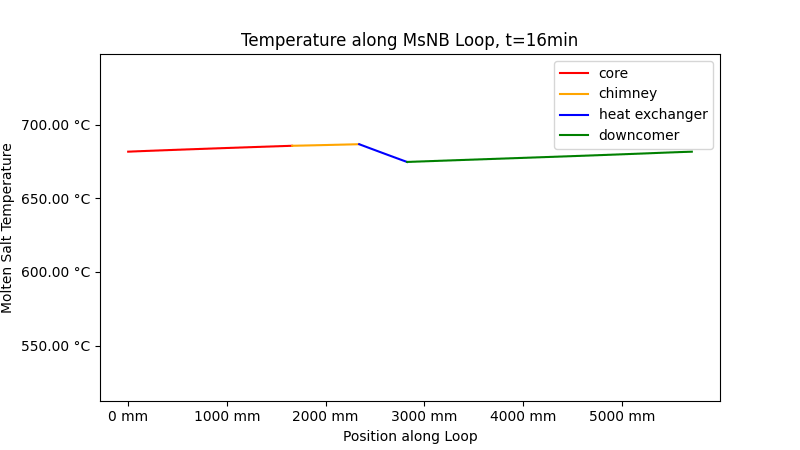 Temperature along MsNB Loop, t=16min
core
chimney
heat exchanger
downcomer
Molten Salt Temperature
700.00 °C
650.00 °C
600.00 °C
550.00 °C
0 mm 1000 mm 2000 mm 3000 mm 4000 mm 5000 mm
Position along Loop